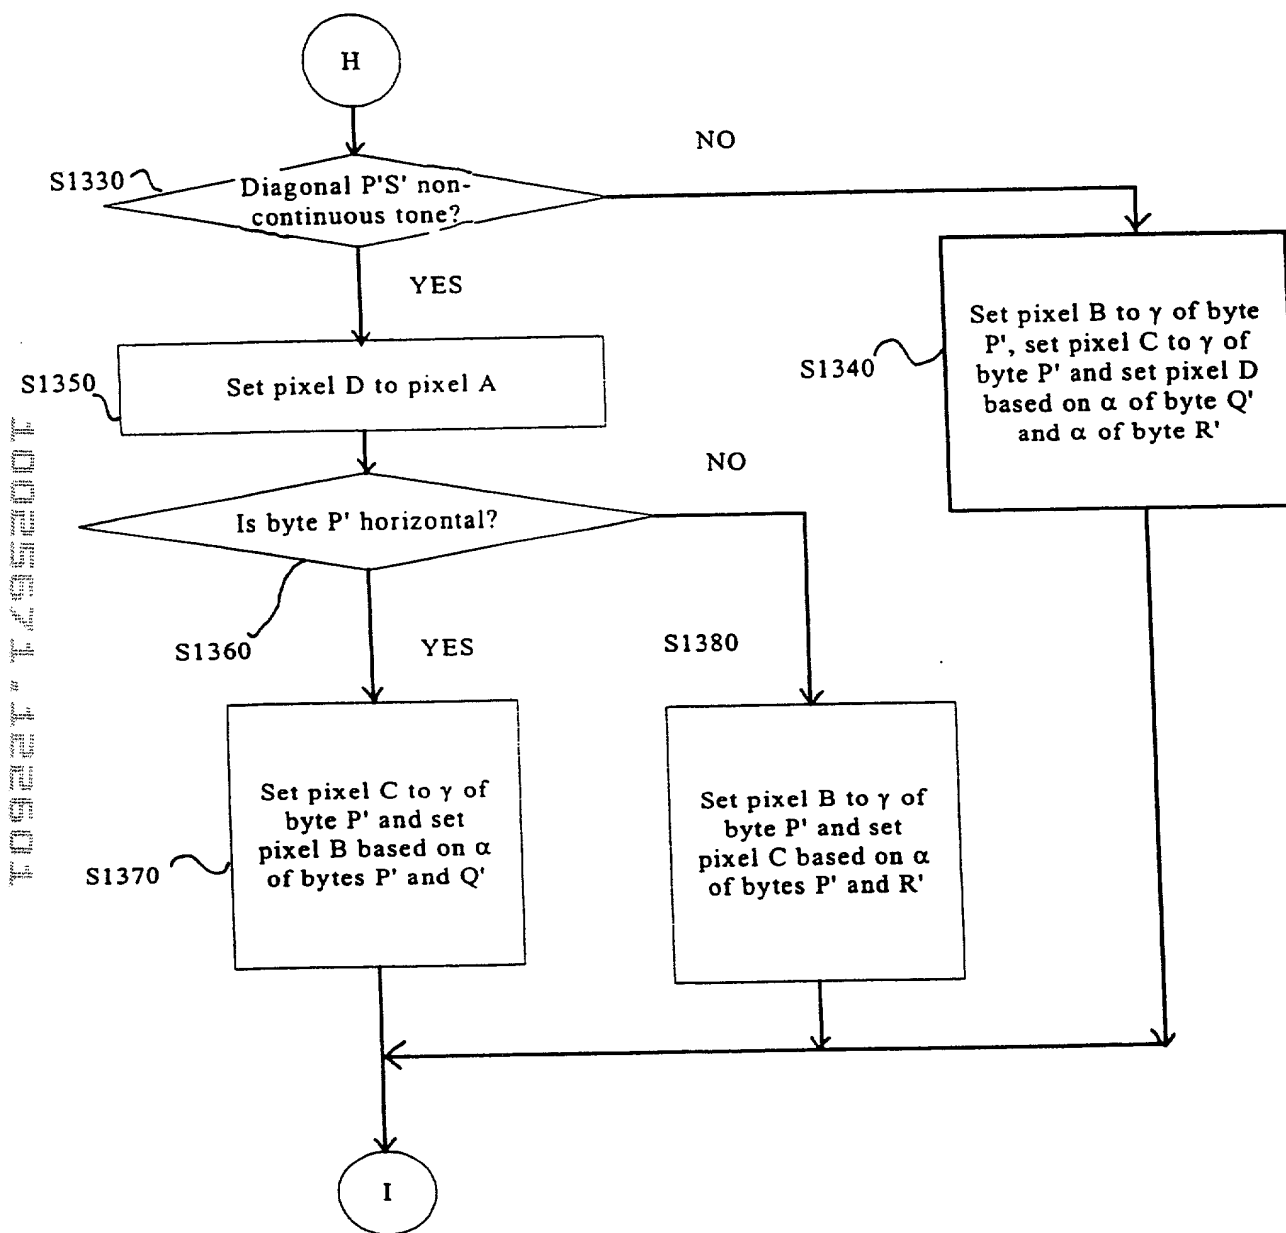 H
NO
S1330
Diagonal P'S' non-
continuous tone?
YES
Set pixel B to γ of byte
P', set pixel C to γ of
byte P' and set pixel D
based on α of byte Q'
and α of byte R'
S1340
S1350
Set pixel D to pixel A
NO
Is byte P' horizontal?
S1360
YES
S1380
Set pixel C to γ of
byte P' and set
pixel B based on α
of bytes P' and Q'
S1370
Set pixel B to γ of
byte P' and set
pixel C based on α
of bytes P' and R'
I